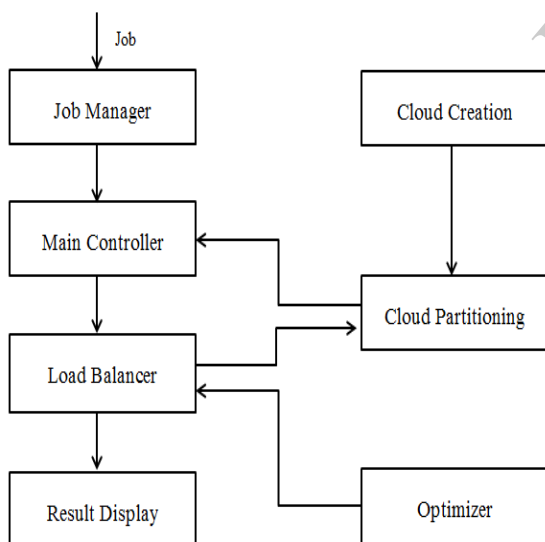 Job
Job Manager
Cloud Creation
Main Controller
Cloud Partitioning
Load Balancer
Result Display
Optimizer